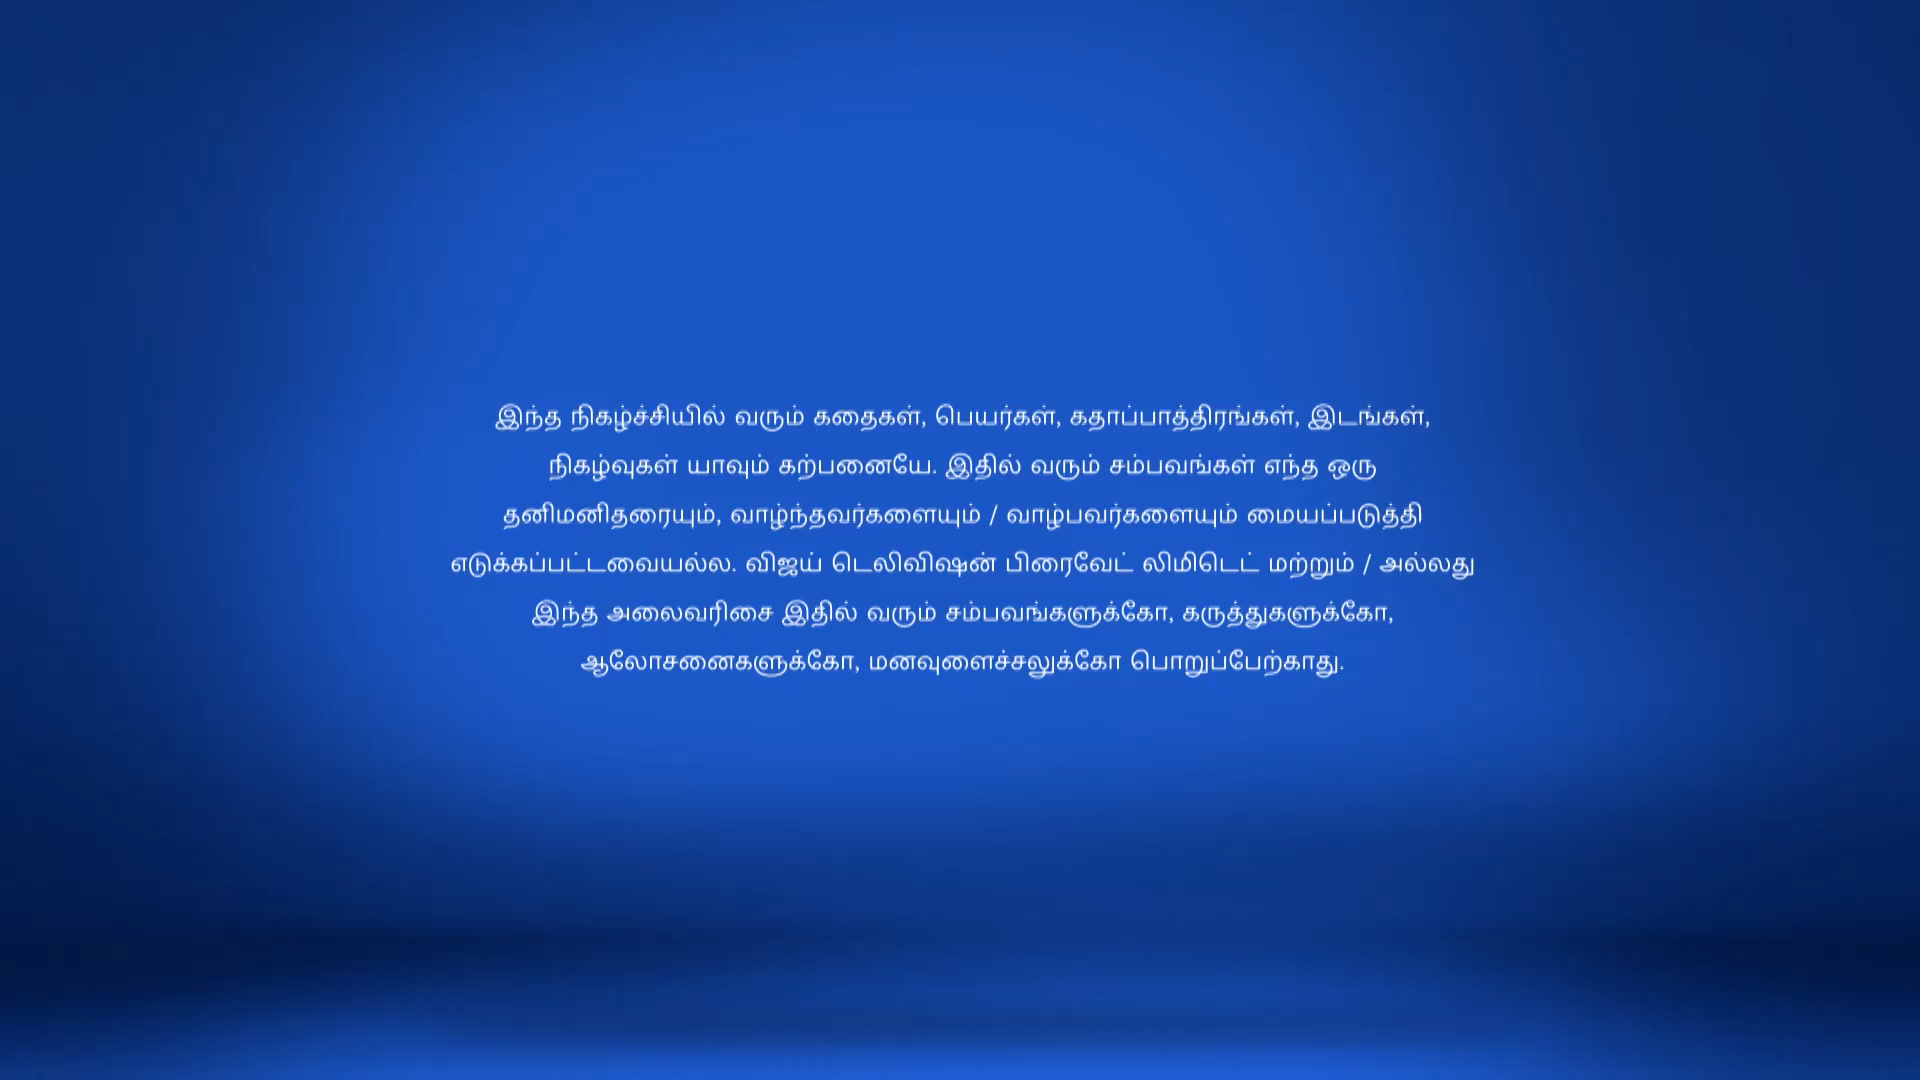 இந்த நிகழ்ச்சியில் வரும் கதைகள், பெயர்கள், கதாப்பாத்திரங்கள், இடங்கள்,
நிகழ்வுகள் யாவும் கற்பனையே. இதில் வரும் சம்பவங்கள் எந்த ஒரு
தனிமனிதரையும், வாழ்ந்தவர்களையும் / வாழ்பவர்களையும் மையப்படுத்தி
எடுக்கப்பட்டவையல்ல. விஜய் டெலிவிஷன் பிரைவேட் லிமிடெட் மற்றும் / அல்லது
இந்த அலைவரிசை இதில் வரும் சம்பவங்களுக்கோ, கருத்துகளுக்கோ,
ஆலோசனைகளுக்கோ, மனவுளைச்சலுக்கோ பொறுப்பேற்காது.